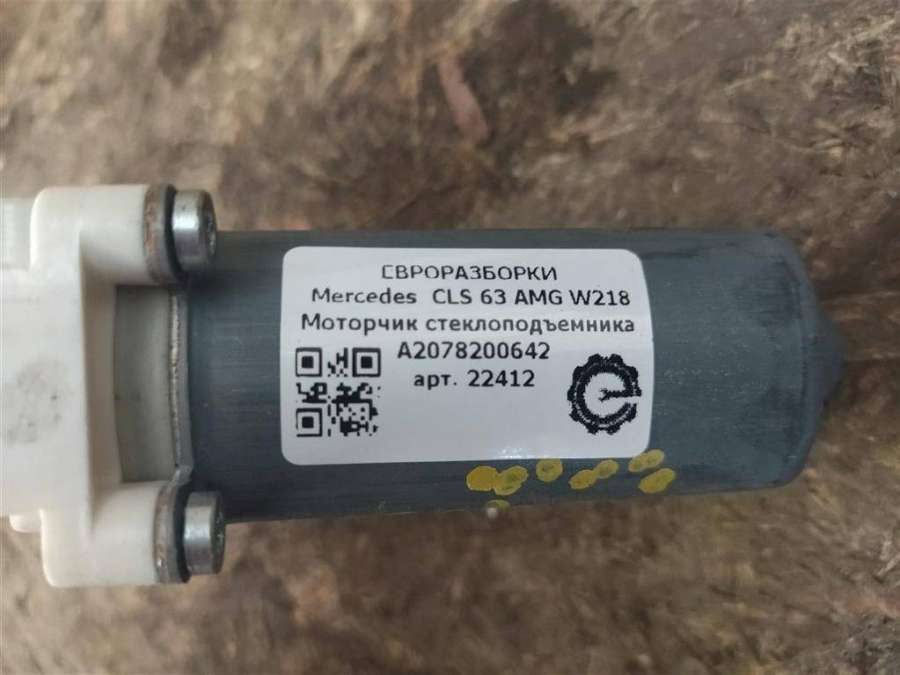 ЕВРОРАЗБОРКИ
Mercedes CLS 63 AMG W218
Моторчик стеклоподъемника
A2078200642
арт. 22412